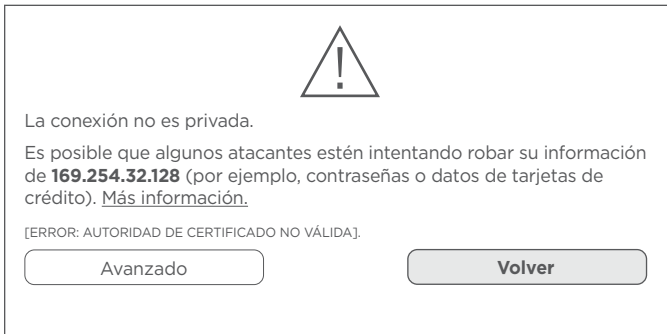 !
La conexión no es privada.
Es posible que algunos atacantes estén intentando robar su información
de 169.254.32.128 (por ejemplo, contraseñas o datos de tarjetas de
crédito). Más información.
[ERROR: AUTORIDAD DE CERTIFICADO NO VÁLIDA].
Avanzado
Volver